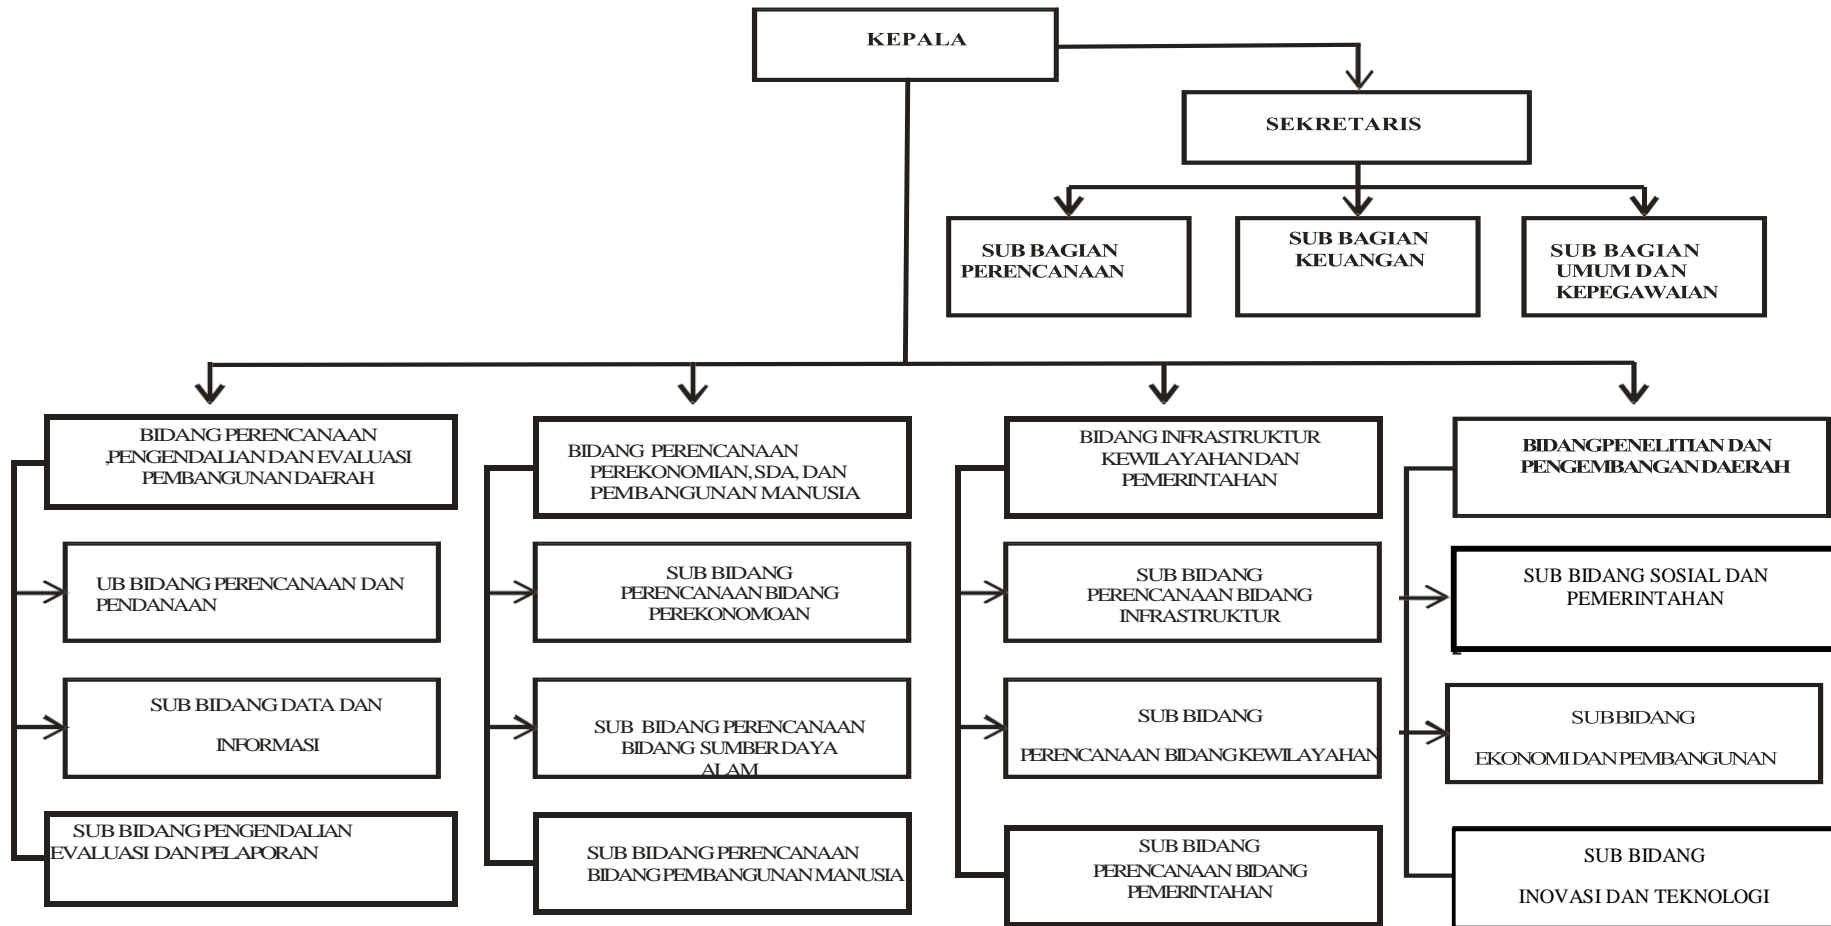 KEPALA
SEKRETARIS
SUB BAGIAN
PERENCANAAN
SUB BAGIAN
KEUANGAN
SUB BAGIAN
UMUM DAN
KEPEGAWAIAN
BIDANG PERENCANAAN
,PENGENDALIAN DAN EVALUASI
PEMBANGUNAN DAERAH
UB BIDANG PERENCANAAN DAN
PENDANAAN
SUB BIDANG DATA DAN
INFORMASI
SUB BIDANG PENGENDALIAN
EVALUASI DAN PELAPORAN
BIDANG PERENCANAAN
PEREKONOMIAN, SDA, DAN
PEMBANGUNAN MANUSIA
SUB BIDANG
PERENCANAAN BIDANG
PEREKONOMOAN
SUB BIDANG PERENCANAAN
BIDANG SUMBER DAYA
ALAM
SUB BIDANG PERENCANAAN
BIDANG PEMBANGUNAN MANUSIA
BIDANG INFRASTRUKTUR
KEWILAYAHAN DAN
PEMERINTAHAN
SUB BIDANG
PERENCANAAN BIDANG
INFRASTRUKTUR
SUB BIDANG
PERENCANAAN BIDANG KEWILAYAHAN
SUB BIDANG
PERENCANAAN BIDANG
PEMERINTAHAN
BIDANGPENELITIAN DAN
PENGEMBANGAN DAERAH
SUB BIDANG SOSIAL DAN
PEMERINTAHAN
SUB BIDANG
EKONOMI DAN PEMBANGUNAN
SUB BIDANG
INOVASI DAN TEKNOLOGI